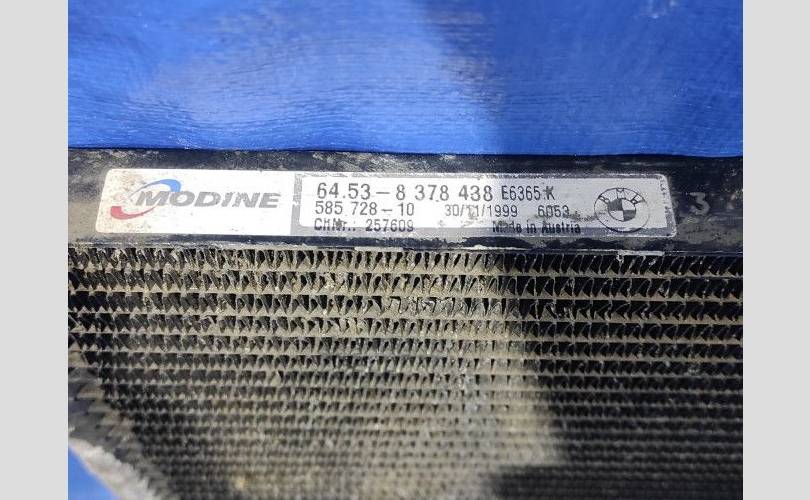 MODINE
64.53-8 378 438 E6365.K
585 728-10 30/11/1999 6053
CHNr.: 257609 Made in Austria
BMW
3